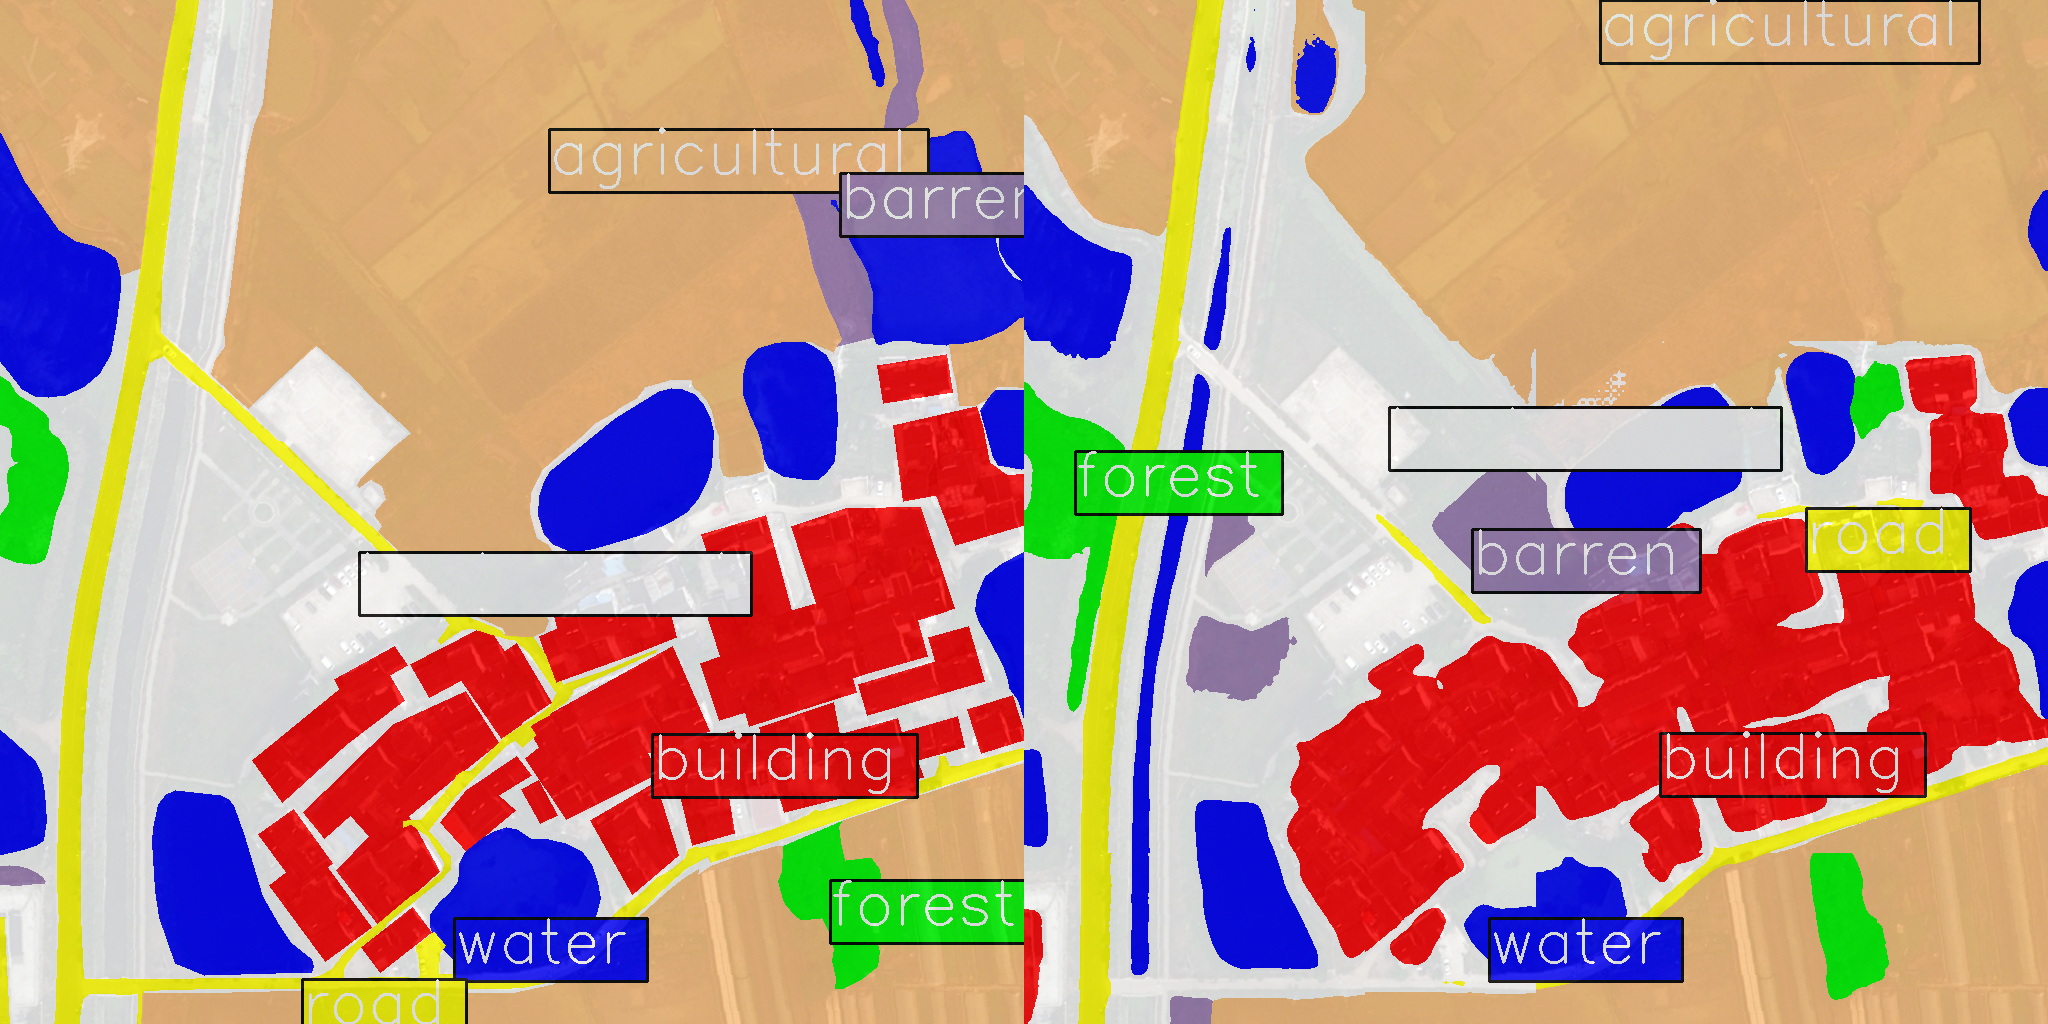 agricultural
barren
building
forest
water
road
agricultural
forest
barren
road
building
water